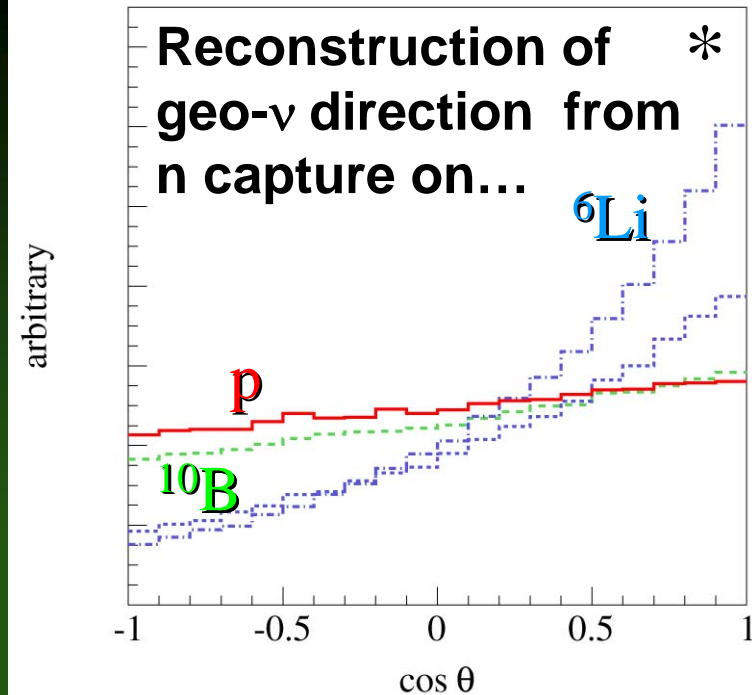 Reconstruction of *
geo-ν direction from
n capture on…
⁶Li
arbitrary
p
¹⁰B
-1 -0.5 0 0.5 1
cos θ